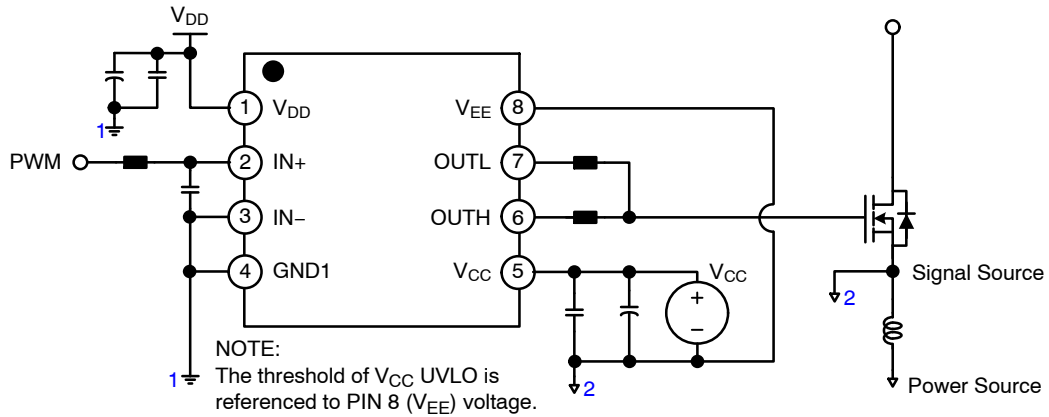 VDD
1
1 VDD
VEE 8
PWM
2 IN+
OUTL 7
3 IN−
OUTH 6
4 GND1
VCC 5
VCC
+
−
2
Signal Source
1
2
Power Source
NOTE:
The threshold of VCC UVLO is
referenced to PIN 8 (VEE) voltage.